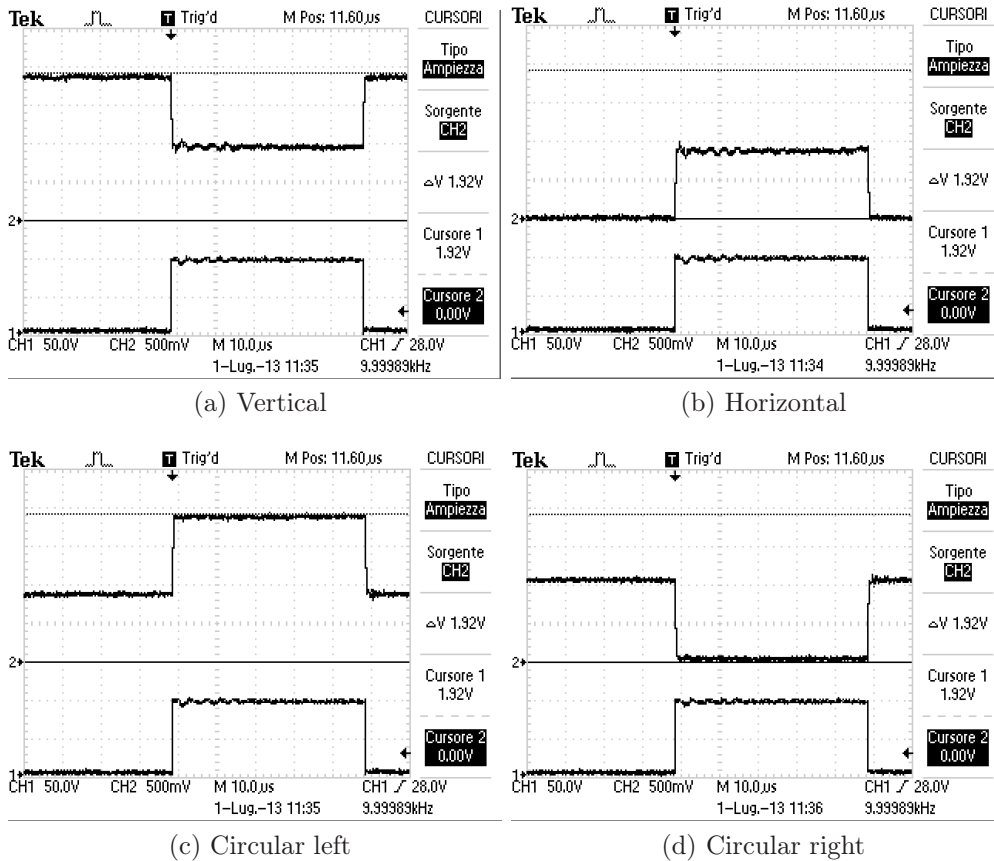 Tek T Trig'd M Pos: 11.60µs CURSORI
Tipo
Ampiezza
Sorgente
CH2
△V 1.92V
2
Cursore 1
1.92V
Cursore 2
0.00V
1
CH1 50.0V CH2 500mV M 10.0µs CH1 28.0V
1-Lug.-13 11:35 9.99989kHz
(a) Vertical
Tek T Trig'd M Pos: 11.60µs CURSORI
Tipo
Ampiezza
Sorgente
CH2
△V 1.92V
2
Cursore 1
1.92V
Cursore 2
0.00V
1
CH1 50.0V CH2 500mV M 10.0µs CH1 28.0V
1-Lug.-13 11:34 9.99989kHz
(b) Horizontal
Tek T Trig'd M Pos: 11.60µs CURSORI
Tipo
Ampiezza
Sorgente
CH2
△V 1.92V
2
Cursore 1
1.92V
Cursore 2
0.00V
1
CH1 50.0V CH2 500mV M 10.0µs CH1 28.0V
1-Lug.-13 11:35 9.99989kHz
(c) Circular left
Tek T Trig'd M Pos: 11.60µs CURSORI
Tipo
Ampiezza
Sorgente
CH2
△V 1.92V
2
Cursore 1
1.92V
Cursore 2
0.00V
1
CH1 50.0V CH2 500mV M 10.0µs CH1 28.0V
1-Lug.-13 11:36 9.99989kHz
(d) Circular right